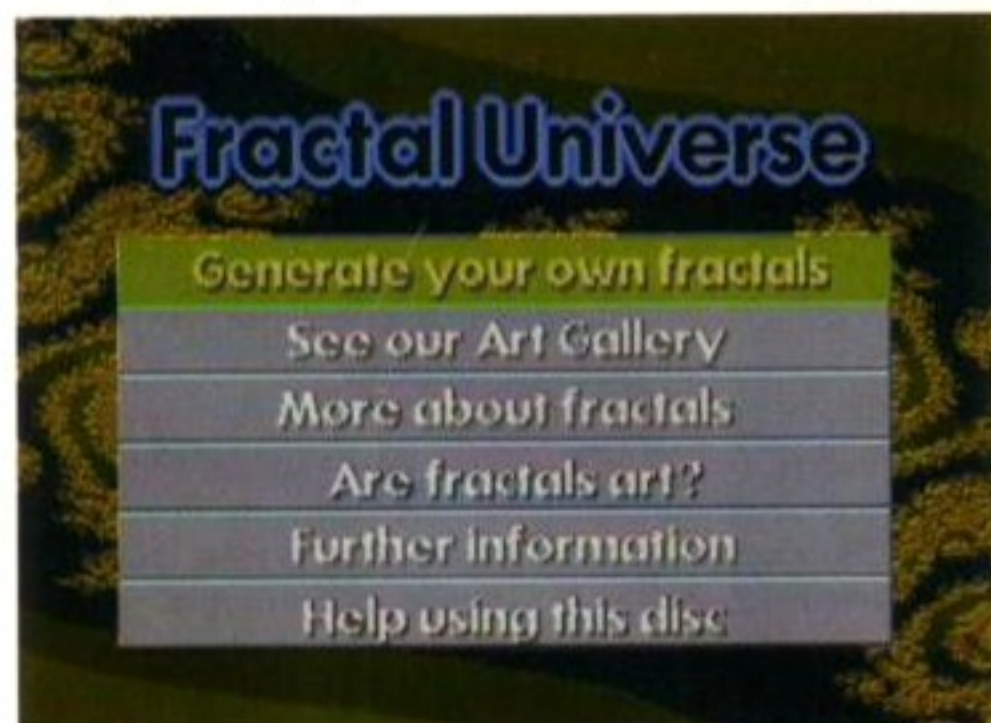 Fractal Universe
Generate your own fractals
See our Art Gallery
More about fractals
Are fractals art?
Further information
Help using this disc